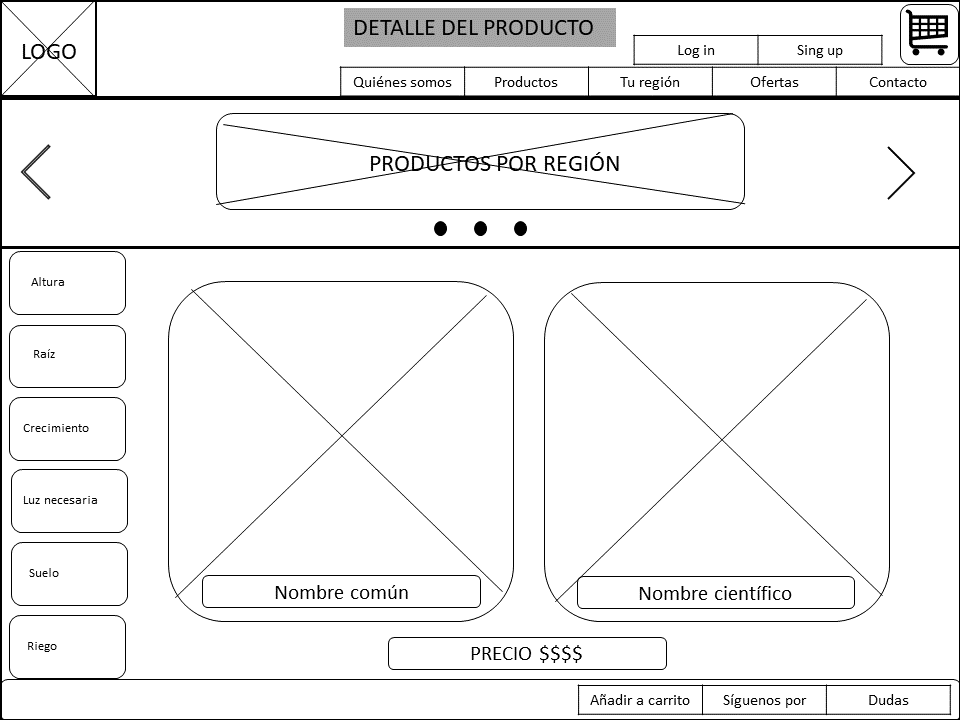 LOGO
DETALLE DEL PRODUCTO
Log in
Sing up
Quiénes somos
Productos
Tu región
Ofertas
Contacto
PRODUCTOS POR REGIÓN
Altura
Raíz
Crecimiento
Luz necesaria
Suelo
Riego
Nombre común
Nombre científico
PRECIO $$$$
Añadir a carrito
Síguenos por
Dudas